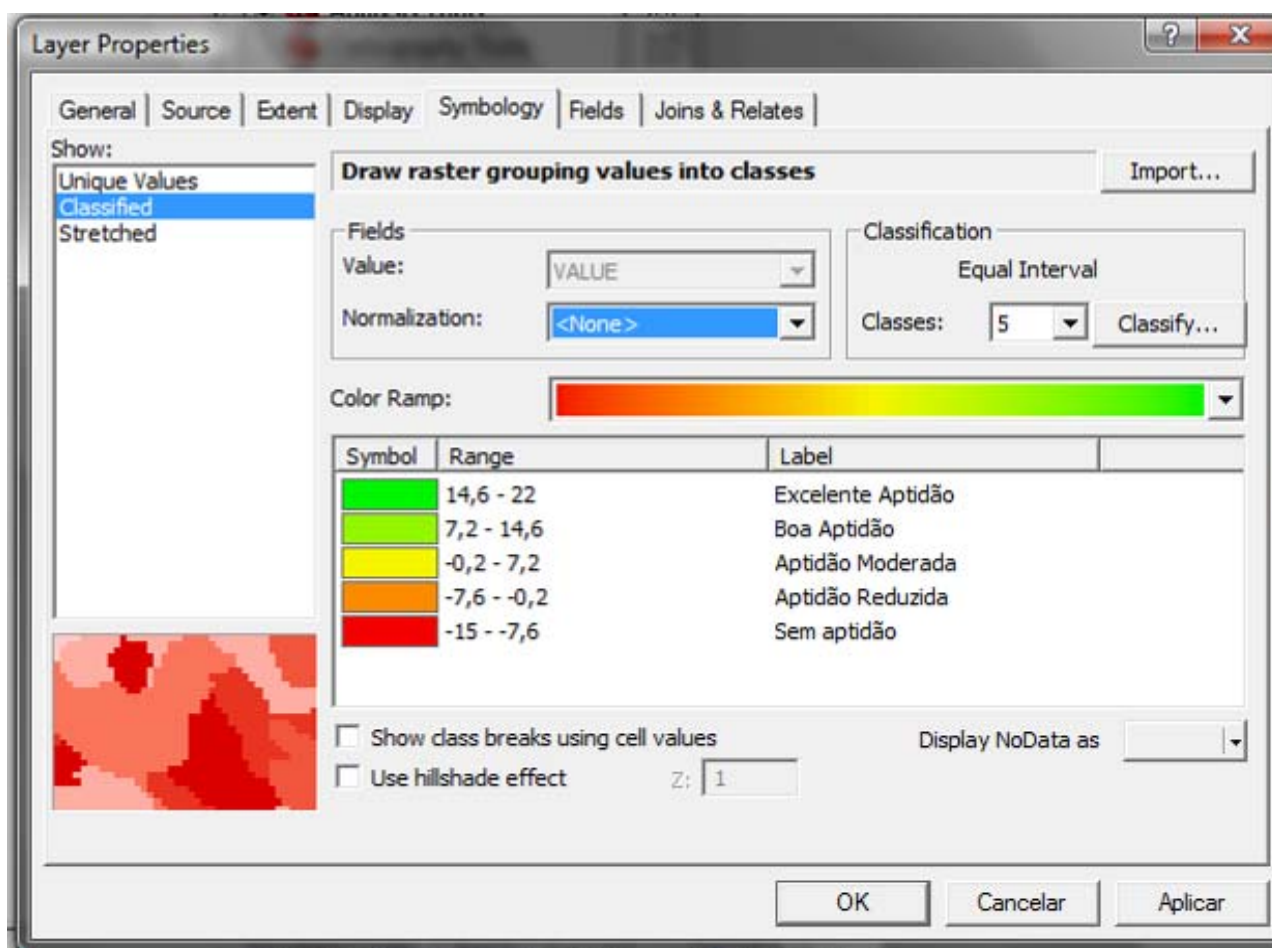 Layer Properties
General Source Extent Display Symbology Fields Joins & Relates
Show:
Unique Values
Classified
Stretched
Draw raster grouping values into classes
Import...
Fields
Value: VALUE
Normalization: <None>
Classification
Equal Interval
Classes: 5 Classify...
Color Ramp:
Symbol Range Label
14,6 - 22 Excelente Aptidão
7,2 - 14,6 Boa Aptidão
-0,2 - 7,2 Aptidão Moderada
-7,6 - -0,2 Aptidão Reduzida
-15 - -7,6 Sem aptidão
Show class breaks using cell values
Display NoData as
Use hillshade effect Z: 1
OK Cancelar Aplicar